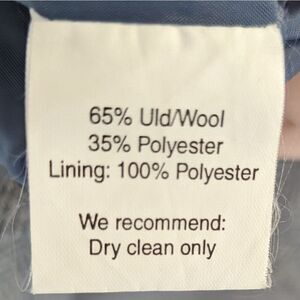 65% Uld/Wool
35% Polyester
Lining: 100% Polyester
We recommend:
Dry clean only